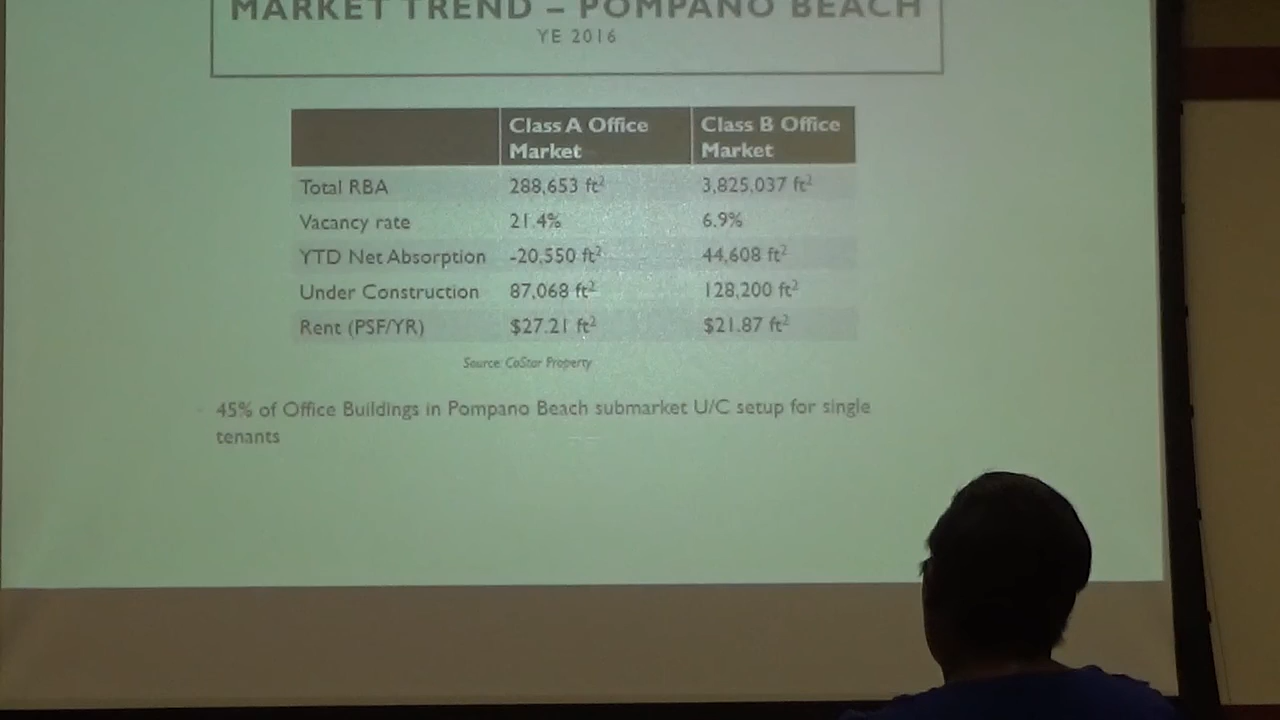 MARKET TREND – POMPANO BEACH
YE 2016
Class A Office Market Class B Office Market
Total RBA 288,653 ft² 3,825,037 ft²
Vacancy rate 21.4% 6.9%
YTD Net Absorption -20,550 ft² 44,608 ft²
Under Construction 87,068 ft² 128,200 ft²
Rent (PSF/YR) $27.21 ft² $21.87 ft²
Source: CoStar Property
45% of Office Buildings in Pompano Beach submarket U/C setup for single
tenants